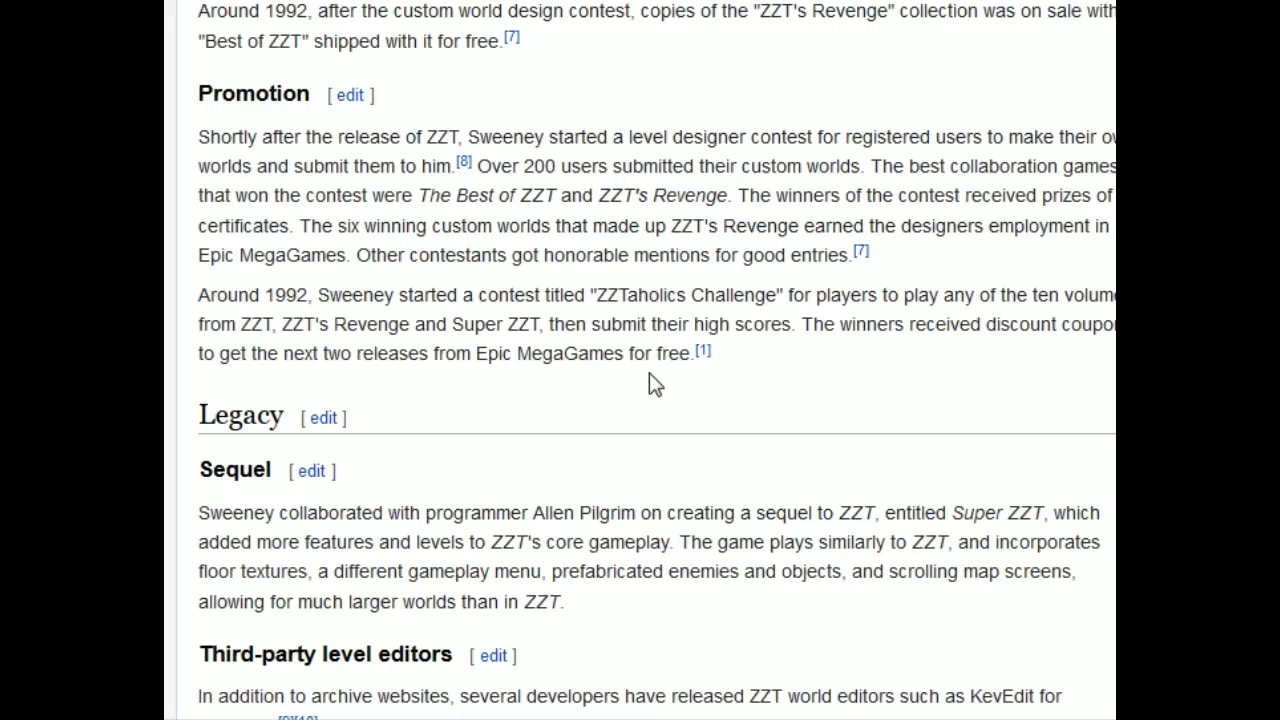 Around 1992, after the custom world design contest, copies of the "ZZT's Revenge" collection was on sale with
"Best of ZZT" shipped with it for free.[7]
Promotion [ edit ]
Shortly after the release of ZZT, Sweeney started a level designer contest for registered users to make their
worlds and submit them to him.[8] Over 200 users submitted their custom worlds. The best collaboration games
that won the contest were The Best of ZZT and ZZT's Revenge. The winners of the contest received prizes of
certificates. The six winning custom worlds that made up ZZT's Revenge earned the designers employment in
Epic MegaGames. Other contestants got honorable mentions for good entries.[7]
Around 1992, Sweeney started a contest titled "ZZTaholics Challenge" for players to play any of the ten
from ZZT, ZZT's Revenge and Super ZZT, then submit their high scores. The winners received discount
to get the next two releases from Epic MegaGames for free.[1]
Legacy [ edit ]
Sequel [ edit ]
Sweeney collaborated with programmer Allen Pilgrim on creating a sequel to ZZT, entitled Super ZZT, which
added more features and levels to ZZT's core gameplay. The game plays similarly to ZZT, and incorporates
floor textures, a different gameplay menu, prefabricated enemies and objects, and scrolling map screens,
allowing for much larger worlds than in ZZT.
Third-party level editors [ edit ]
In addition to archive websites, several developers have released ZZT world editors such as KevEdit for